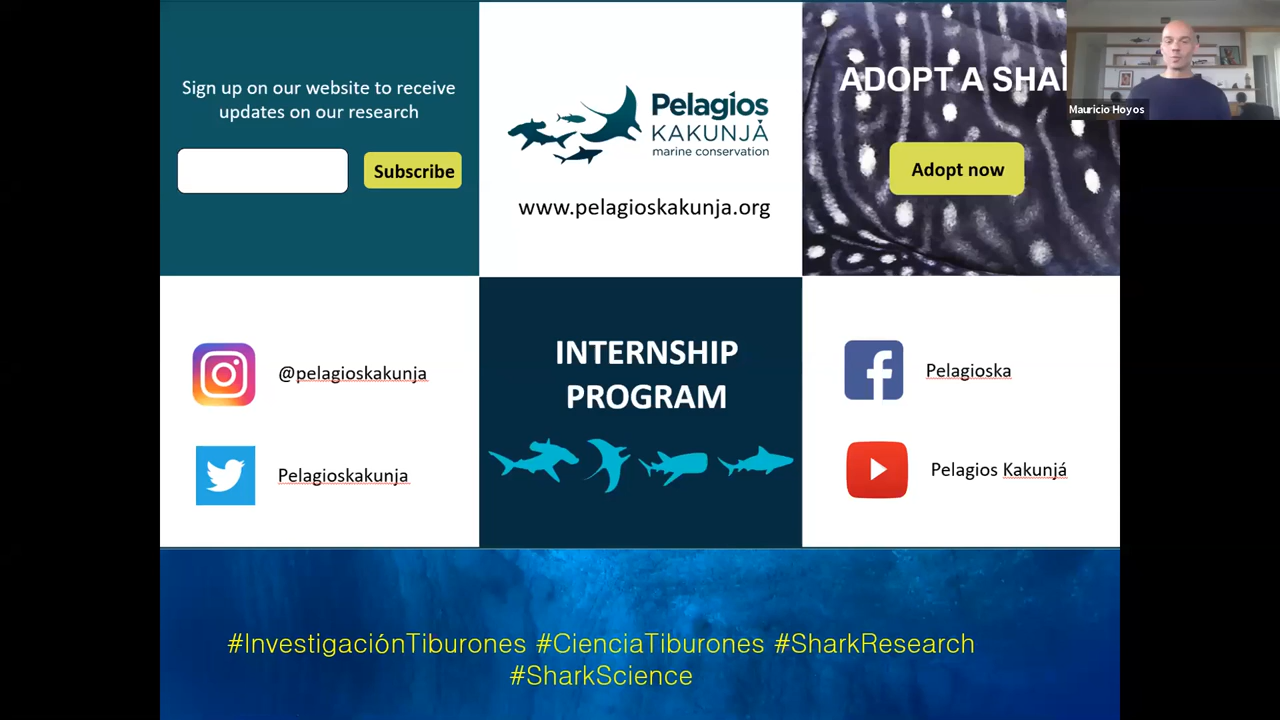 Sign up on our website to receive
updates on our research
Subscribe
Pelagios
KAKUNJÁ
marine conservation
www.pelagioskakunja.org
ADOPT A SHA
Adopt now
Mauricio Hoyos
@pelagioskakunja
Pelagioskakunja
INTERNSHIP
PROGRAM
Pelagioska
Pelagios Kakunjá
#InvestigaciónTiburones #CienciaTiburones #SharkResearch
#SharkScience